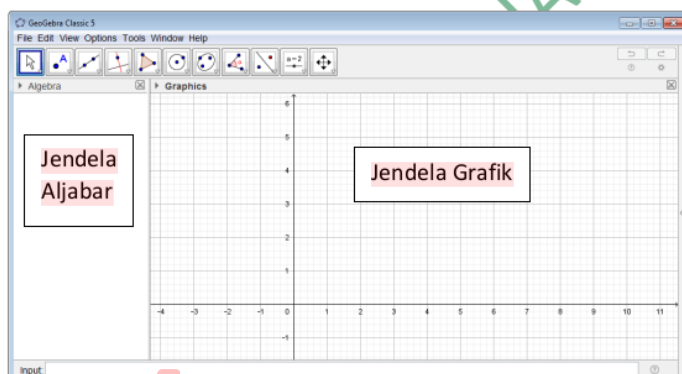 GeoGebra Classic 5
File Edit View Options Tools Window Help
A
a=2
Algebra
Graphics
Jendela
Aljabar
Jendela Grafik
6
5
4
3
2
1
-4 -3 -2 -1 0 1 2 3 4 5 6 7 8 9 10 11
-1
Input: